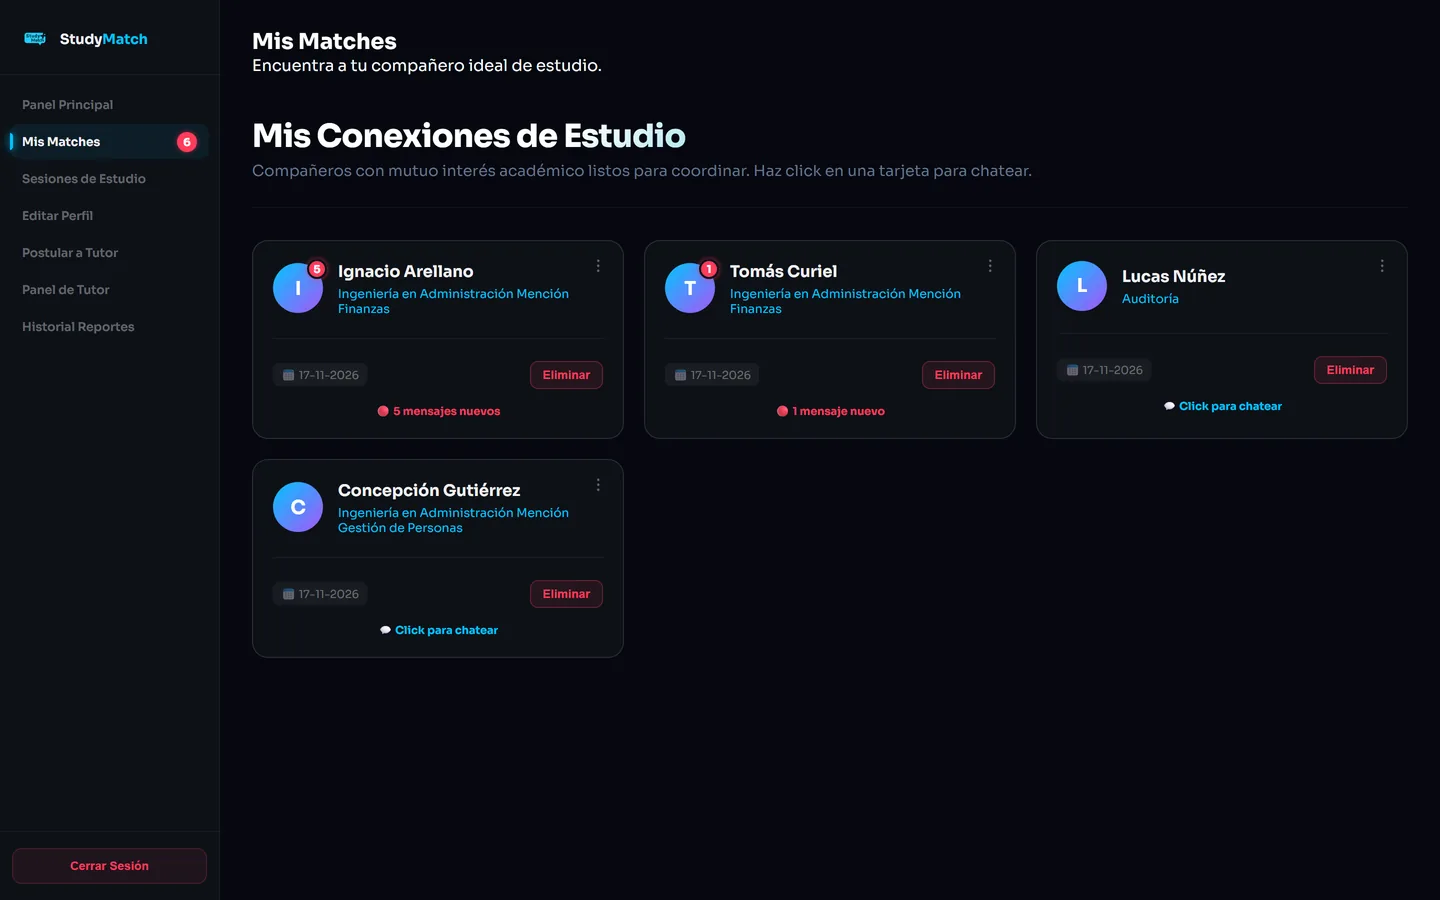 StudyMatch
Panel Principal
Mis Matches 6
Sesiones de Estudio
Editar Perfil
Postular a Tutor
Panel de Tutor
Historial Reportes
Cerrar Sesión
Mis Matches
Encuentra a tu compañero ideal de estudio.
Mis Conexiones de Estudio
Compañeros con mutuo interés académico listos para coordinar. Haz click en una tarjeta para chatear.
I 5
Ignacio Arellano
Ingeniería en Administración Mención
Finanzas
17-11-2026
Eliminar
5 mensajes nuevos
T 1
Tomás Curiel
Ingeniería en Administración Mención
Finanzas
17-11-2026
Eliminar
1 mensaje nuevo
L
Lucas Núñez
Auditoría
17-11-2026
Eliminar
Click para chatear
C
Concepción Gutiérrez
Ingeniería en Administración Mención
Gestión de Personas
17-11-2026
Eliminar
Click para chatear